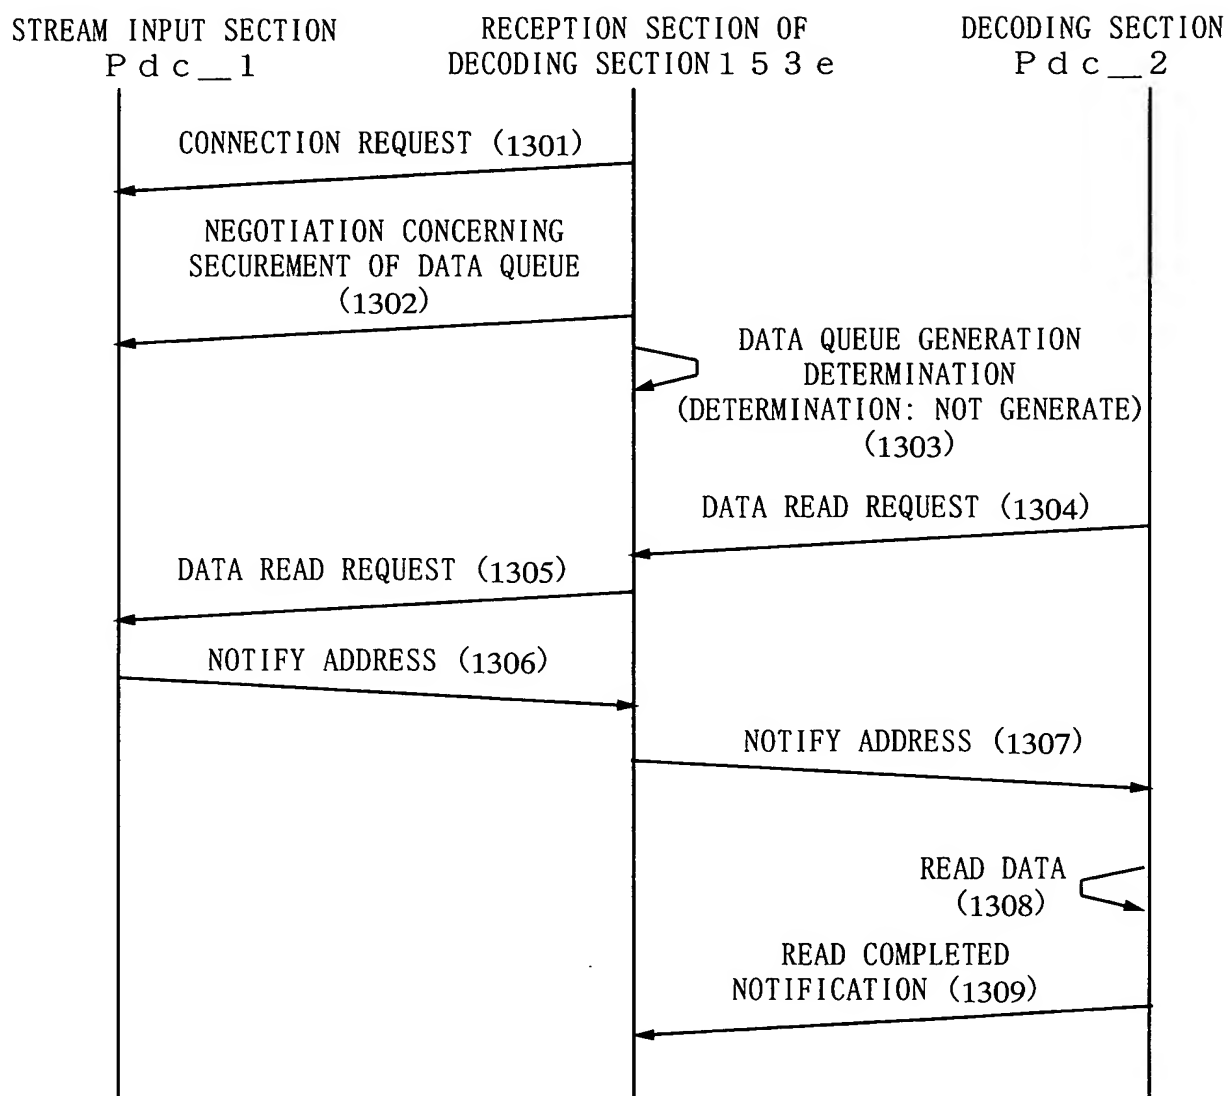 STREAM INPUT SECTION
Pdc_1
RECEPTION SECTION OF
DECODING SECTION 153e
DECODING SECTION
Pdc_2
CONNECTION REQUEST (1301)
NEGOTIATION CONCERNING
SECUREMENT OF DATA QUEUE
(1302)
DATA QUEUE GENERATION
DETERMINATION
(DETERMINATION: NOT GENERATE)
(1303)
DATA READ REQUEST (1304)
DATA READ REQUEST (1305)
NOTIFY ADDRESS (1306)
NOTIFY ADDRESS (1307)
READ DATA
(1308)
READ COMPLETED
NOTIFICATION (1309)